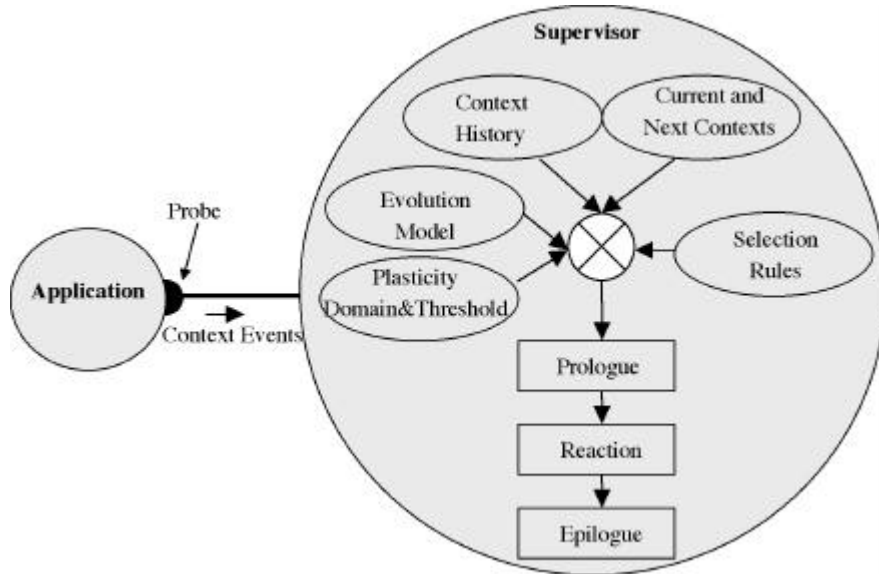 Supervisor
Context
History
Current and
Next Contexts
Probe
Evolution
Model
Selection
Rules
Application
Plasticity
Domain&Threshold
Context Events
Prologue
Reaction
Epilogue